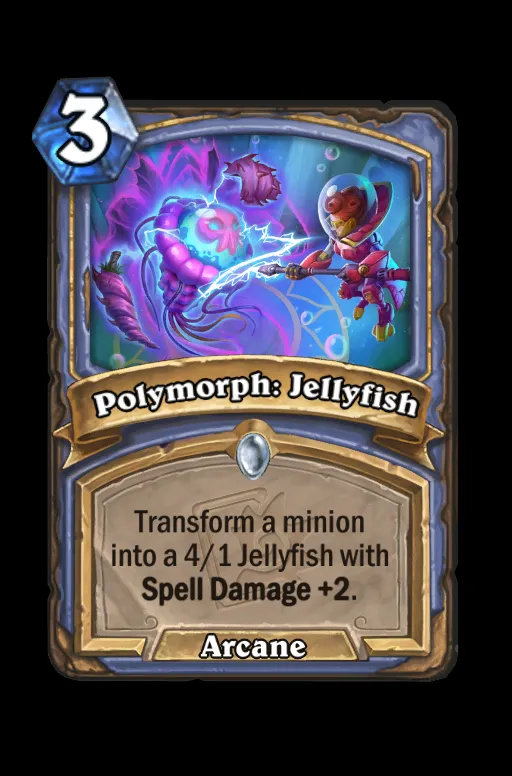 3
Polymorph: Jellyfish
Transform a minion
into a 4/1 Jellyfish with
Spell Damage +2.
Arcane